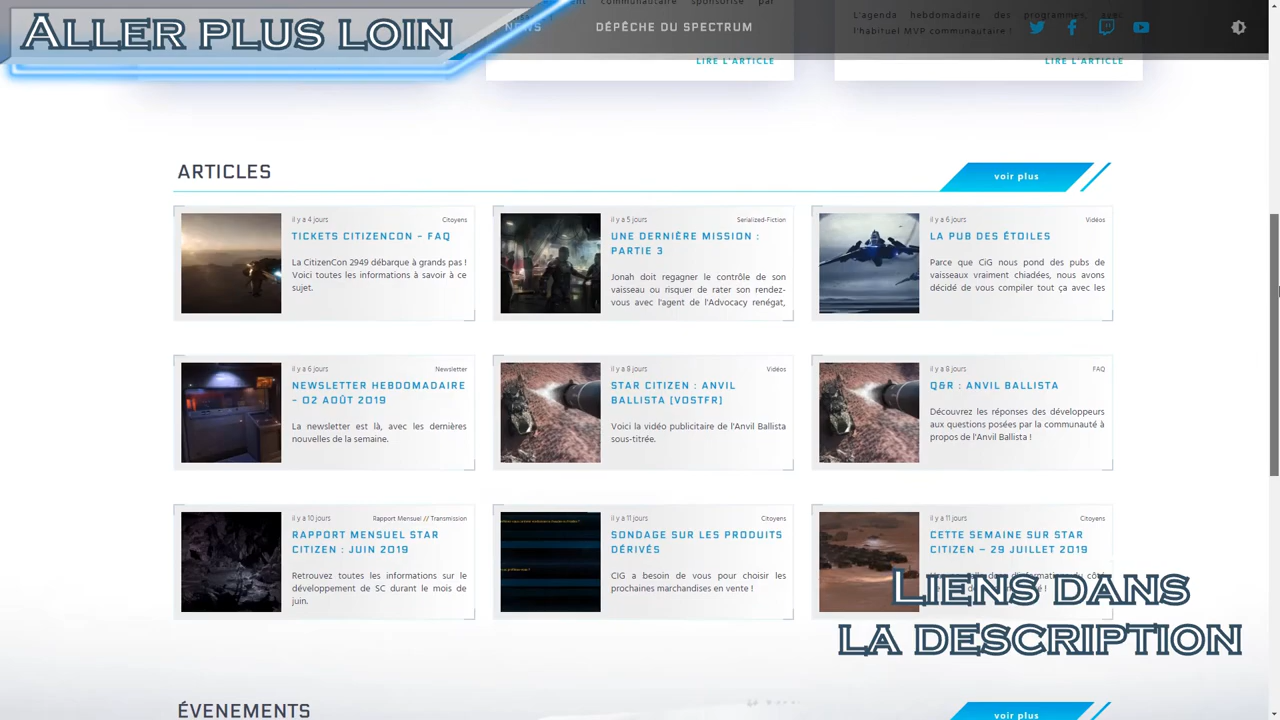 ALLER PLUS LOIN
NEWS
DÉPÊCHE DU SPECTRUM
communautaire sponsorisé par
L'agenda hebdomadaire des programmes, avec
l'habituel MVP communautaire !
LIRE L'ARTICLE
LIRE L'ARTICLE
ARTICLES
voir plus
il y a 4 jours
Citoyens
TICKETS CITIZENCON – FAQ
La CitizenCon 2949 débarque à grands pas !
Voici toutes les informations à savoir à ce
sujet.
il y a 5 jours
Serialized-Fiction
UNE DERNIÈRE MISSION :
PARTIE 3
Jonah doit regagner le contrôle de son
vaisseau ou risquer de rater son rendez-
vous avec l'agent de l'Advocacy renégat,
il y a 6 jours
Vidéos
LA PUB DES ÉTOILES
Parce que CiG nous pond des pubs de
vaisseaux vraiment chiadées, nous avons
décidé de vous compiler tout ça avec les
il y a 6 jours
Newsletter
NEWSLETTER HEBDOMADAIRE
– 02 AOÛT 2019
La newsletter est là, avec les dernières
nouvelles de la semaine.
il y a 8 jours
Vidéos
STAR CITIZEN : ANVIL
BALLISTA [VOSTFR]
Voici la vidéo publicitaire de l'Anvil Ballista
sous-titrée.
il y a 8 jours
FAQ
Q&R : ANVIL BALLISTA
Découvrez les réponses des développeurs
aux questions posées par la communauté à
propos de l'Anvil Ballista !
il y a 10 jours
Rapport Mensuel // Transmission
RAPPORT MENSUEL STAR
CITIZEN : JUIN 2019
Retrouvez toutes les informations sur le
développement de SC durant le mois de
juin.
il y a 11 jours
Citoyens
SONDAGE SUR LES PRODUITS
DÉRIVÉS
CIG a besoin de vous pour choisir les
prochaines marchandises en vente !
il y a 11 jours
Citoyens
CETTE SEMAINE SUR STAR
CITIZEN – 29 JUILLET 2019
LIENS DANS
LA DESCRIPTION
ÉVENEMENTS
voir plus